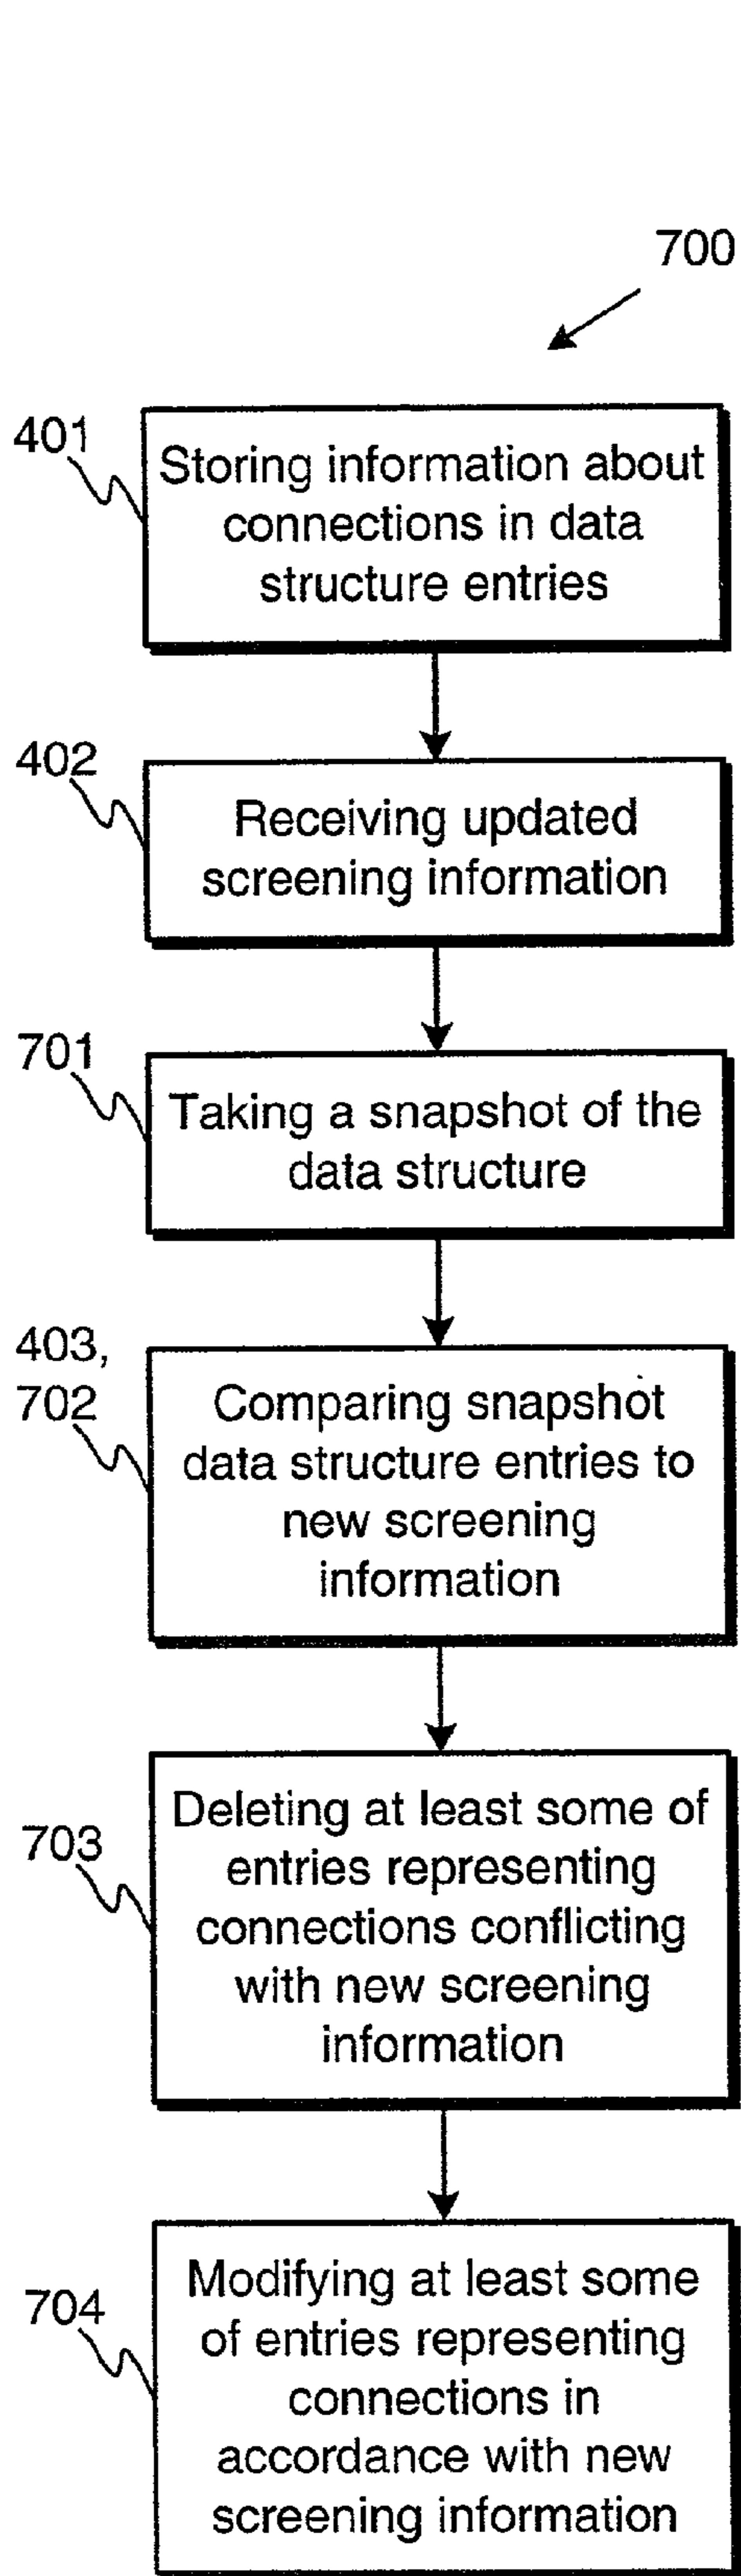 700
401
Storing information about
connections in data
structure entries
402
Receiving updated
screening information
701
Taking a snapshot of the
data structure
403,
702
Comparing snapshot
data structure entries to
new screening
information
703
Deleting at least some of
entries representing
connections conflicting
with new screening
information
704
Modifying at least some
of entries representing
connections in
accordance with new
screening information